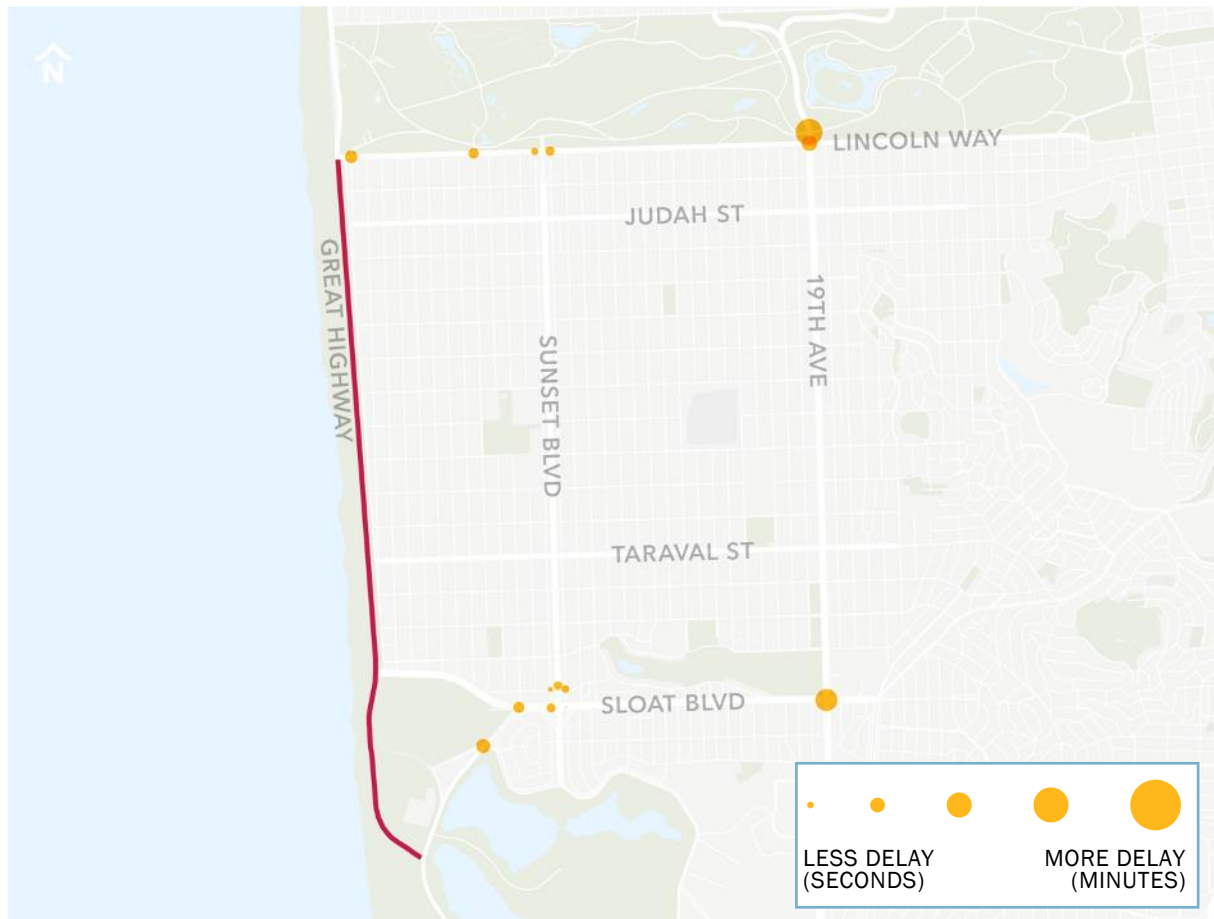 N
LINCOLN WAY
JUDAH ST
GREAT HIGHWAY
19TH AVE
SUNSET BLVD
TARAVAL ST
SLOAT BLVD
LESS DELAY
(SECONDS)
MORE DELAY
(MINUTES)